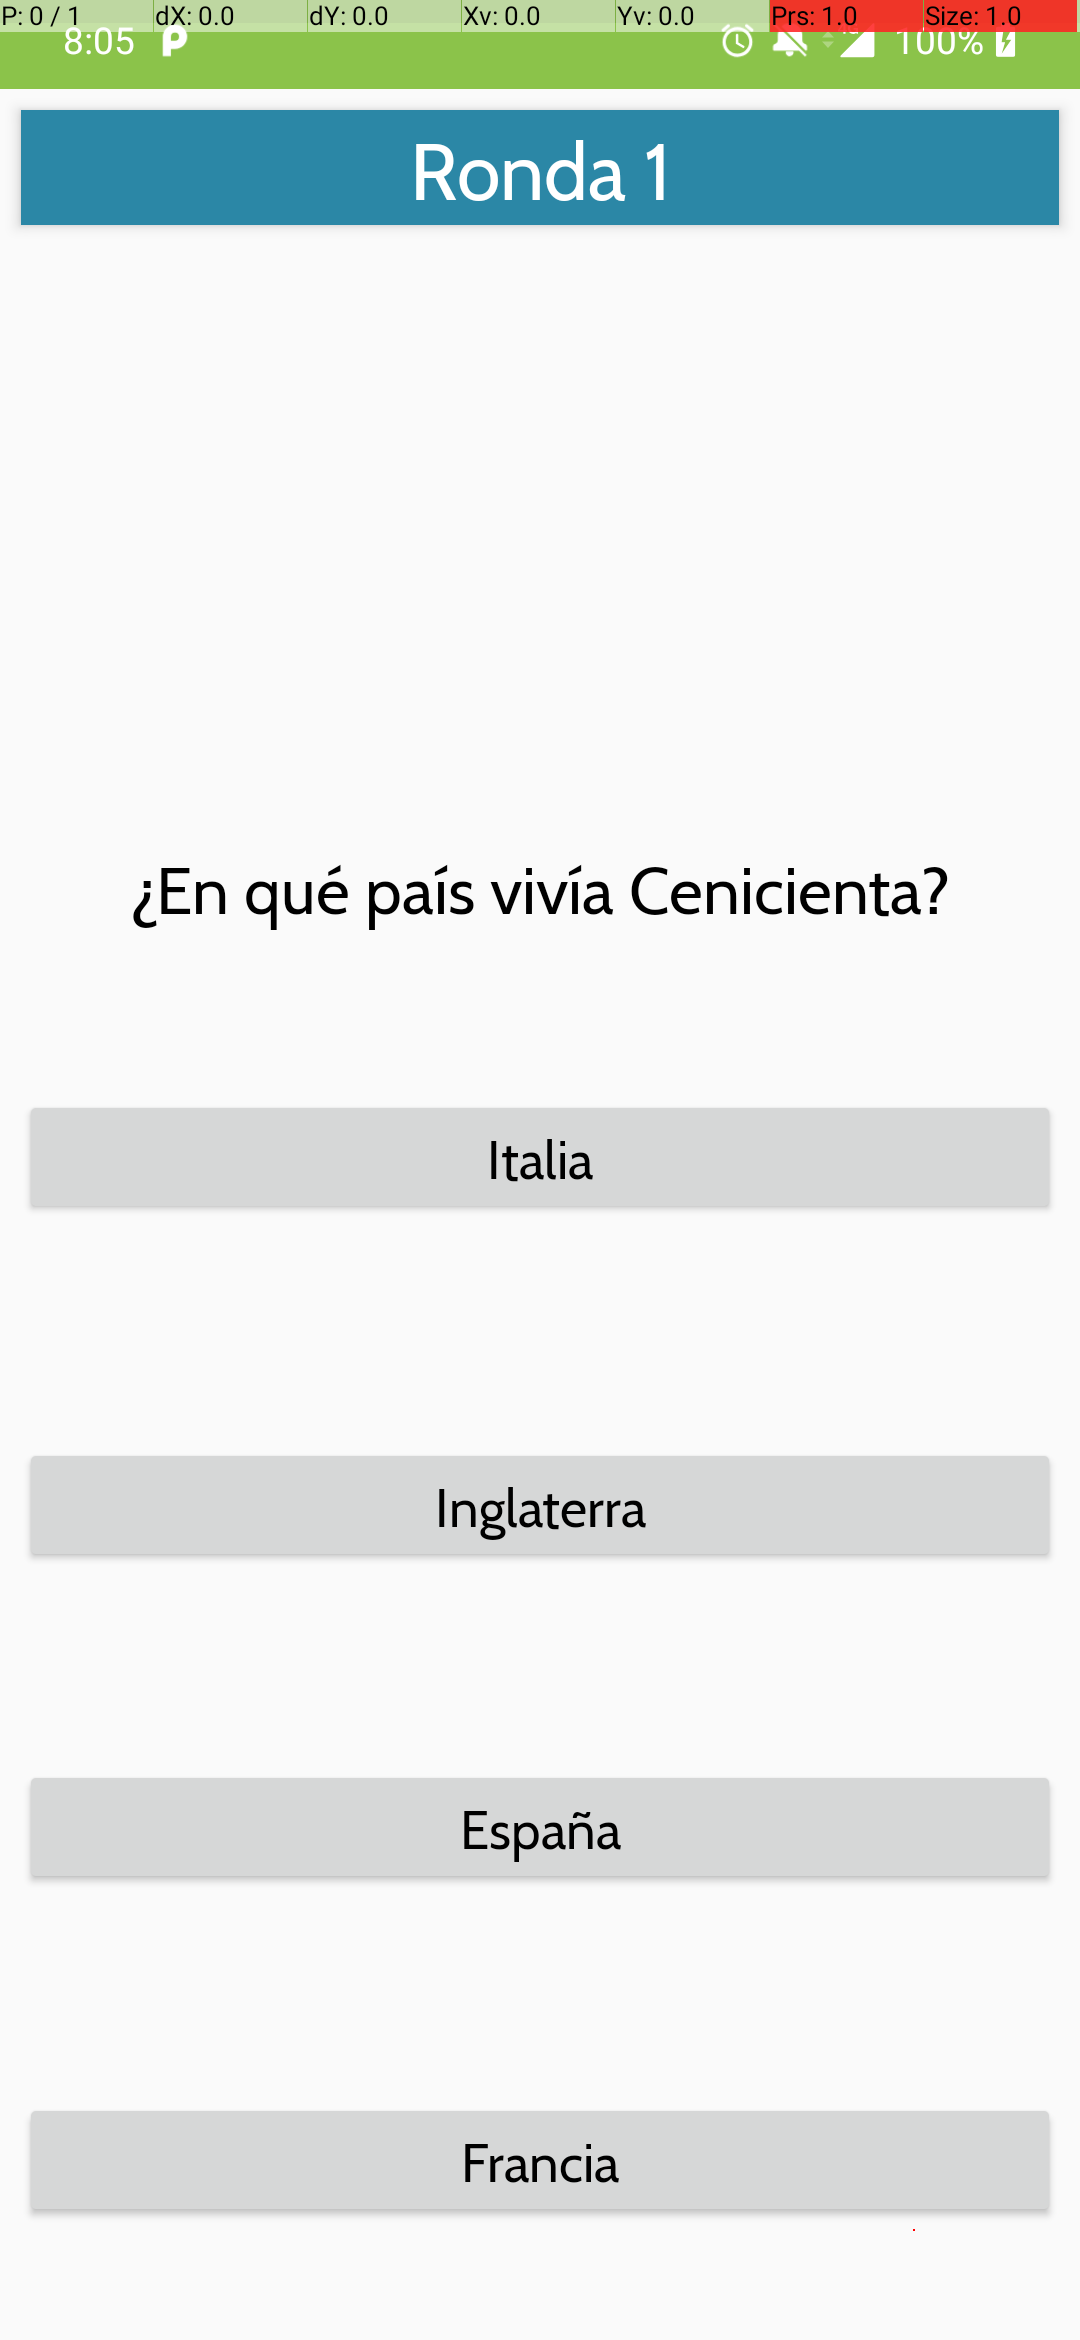 P: 0 / 1 dX: 0.0 dY: 0.0 Xv: 0.0 Yv: 0.0 Prs: 1.0 Size: 1.0
8:05 100%
Ronda 1
¿En qué país vivía Cenicienta?
Italia
Inglaterra
España
Francia